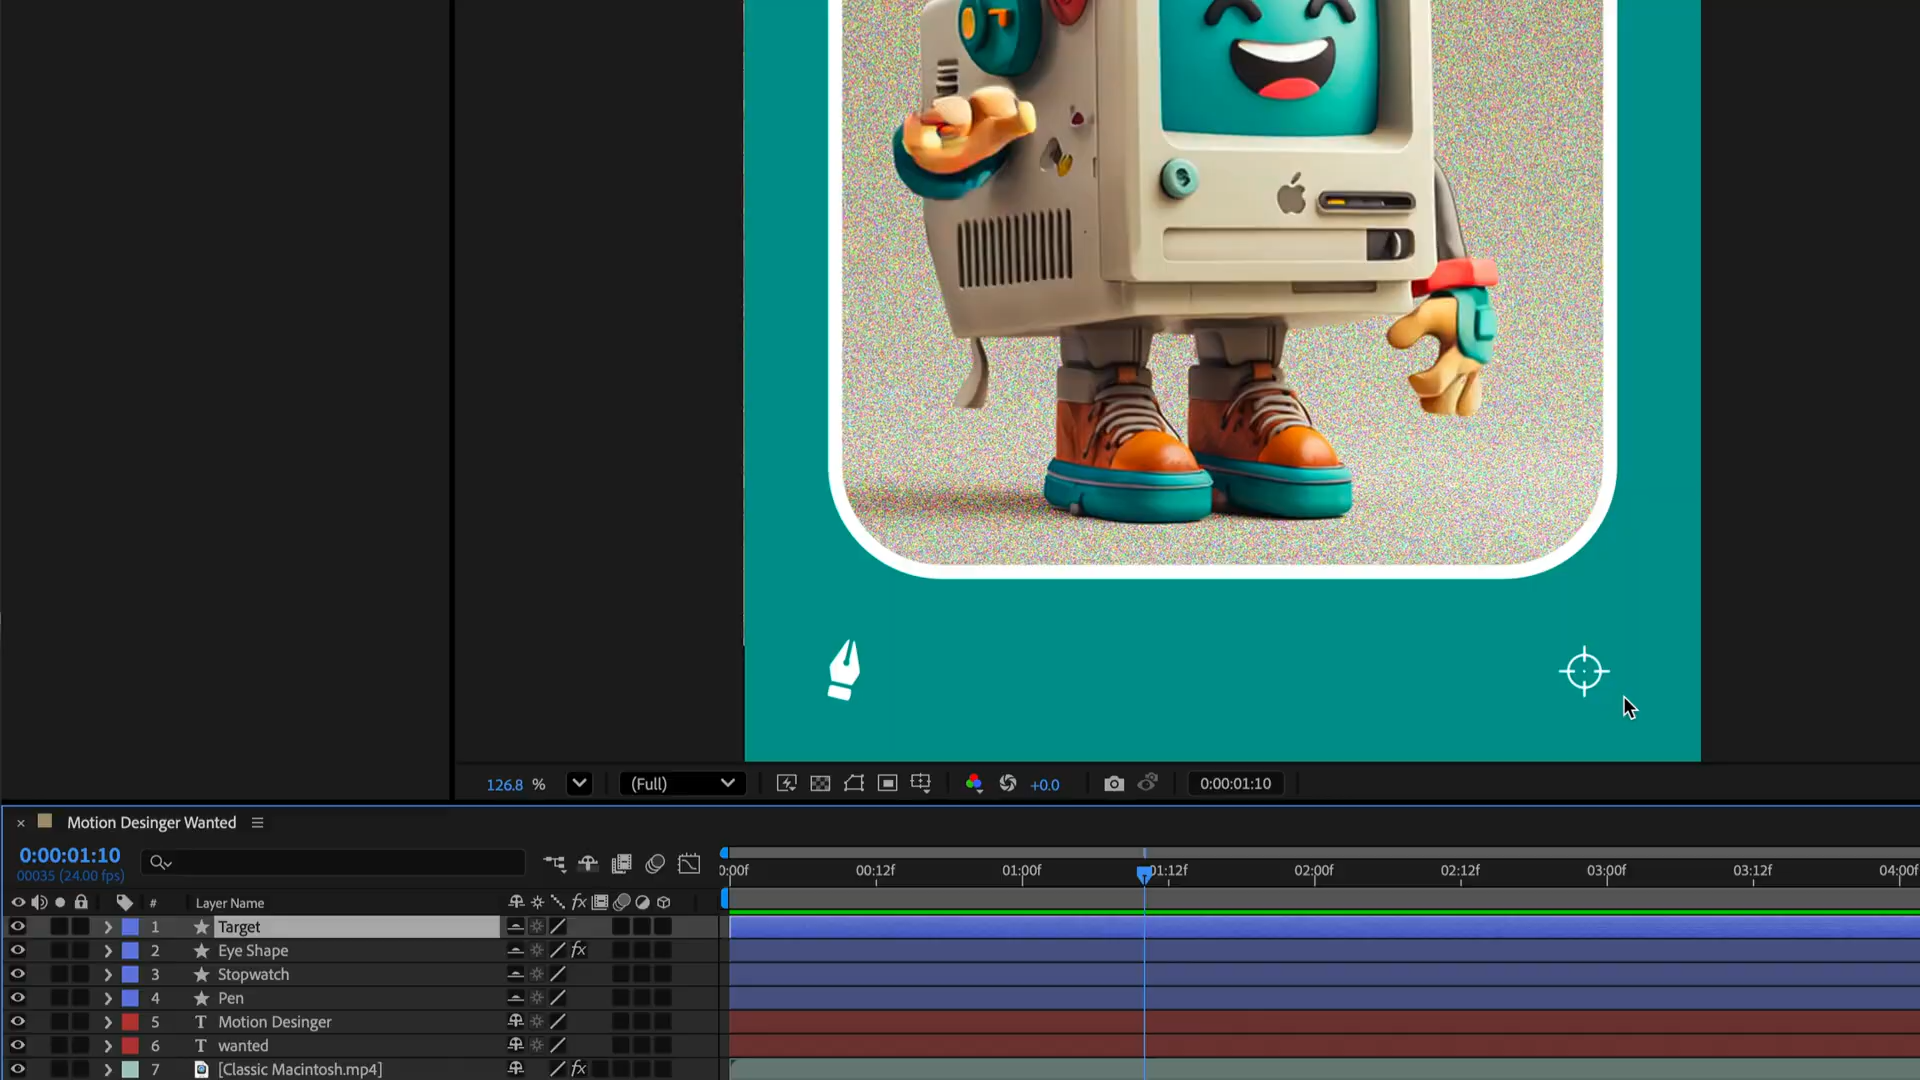 126.8 %
(Full)
+0.0
0:00:01:10
× Motion Desinger Wanted
0:00:01:10
00035 (24.00 fps)
0:00f 00:12f 01:00f 01:12f 02:00f 02:12f 03:00f 03:12f 04:00f
# Layer Name fx
1 Target
2 Eye Shape fx
3 Stopwatch
4 Pen
5 T Motion Desinger
6 T wanted
7 [Classic Macintosh.mp4] fx